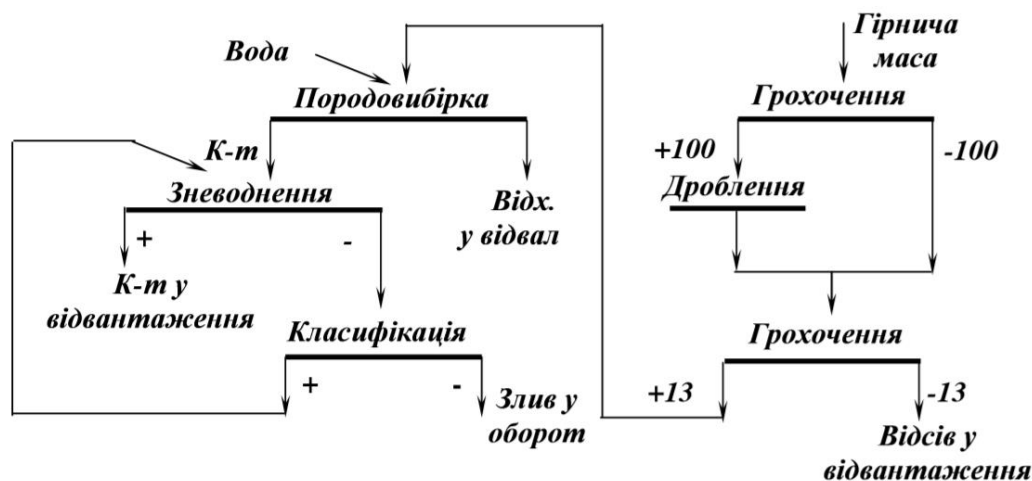 Гірнича
маса
Вода
Породовибірка
Грохочення
К-т
+100
-100
Зневоднення
Дроблення
Відх.
у відвал
+
-
К-т у
відвантаження
Класифікація
Грохочення
+
-
Злив у
оборот
+13
-13
Відсів у
відвантаження